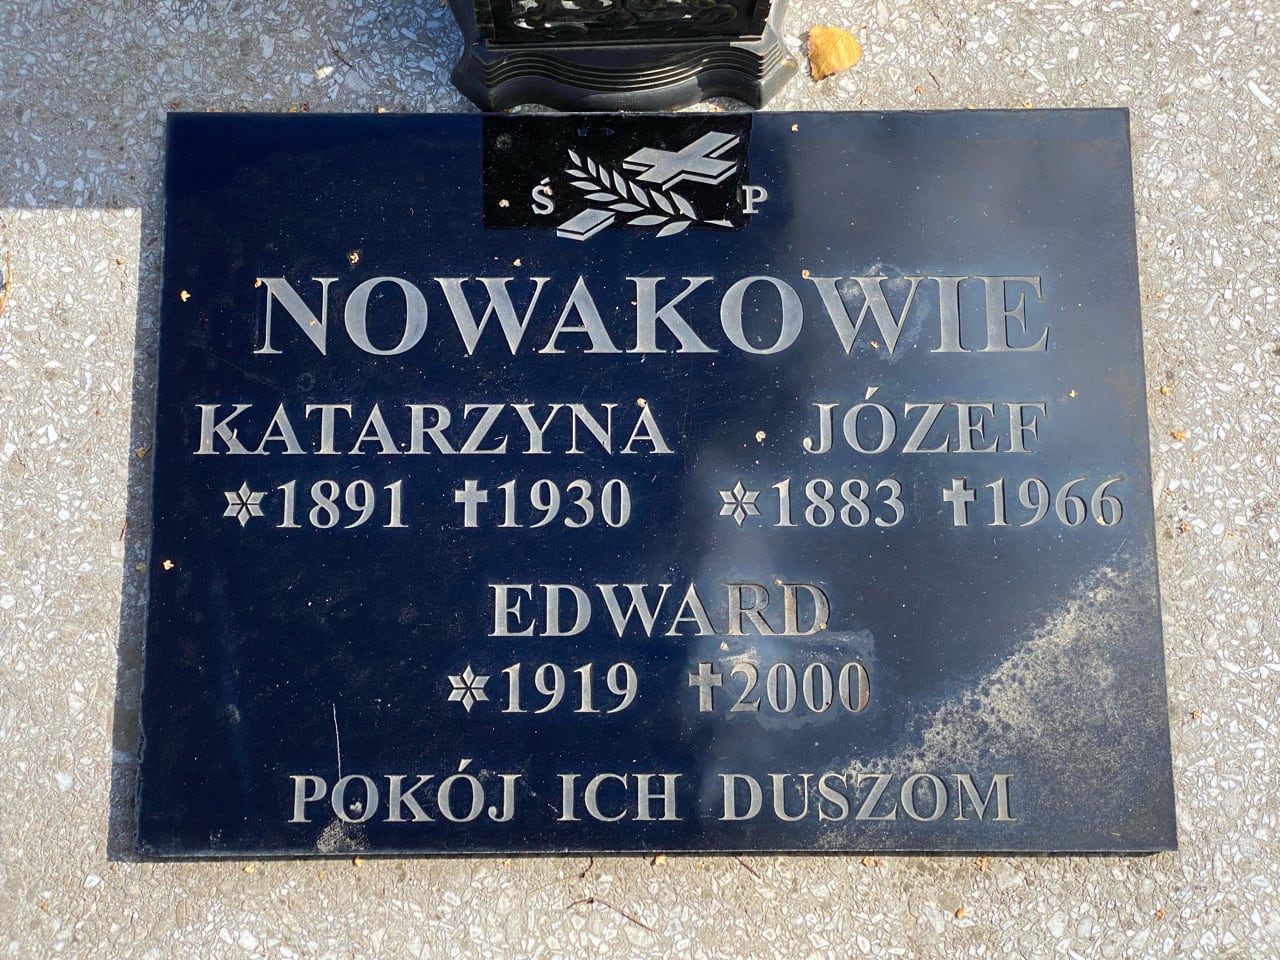 Ś P
NOWAKOWIE
KATARZYNA JÓZEF
*1891 †1930 *1883 †1966
EDWARD
*1919 †2000
POKÓJ ICH DUSZOM